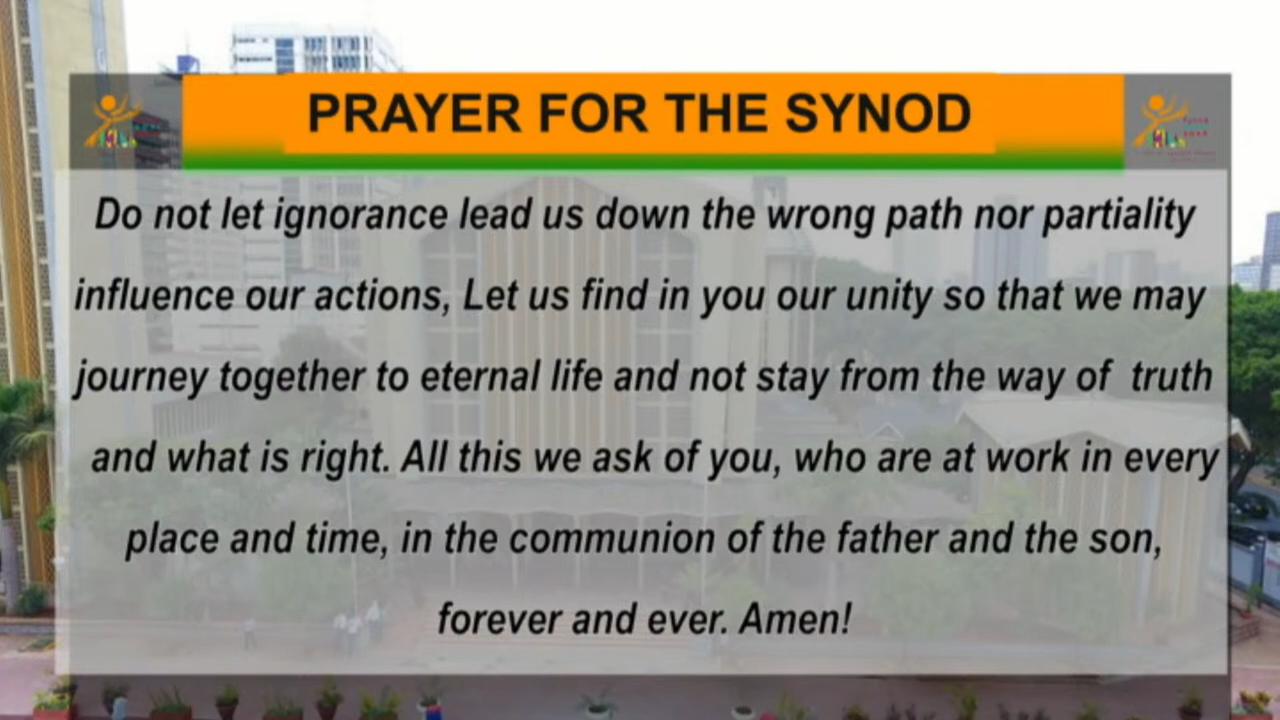 PRAYER FOR THE SYNOD
Do not let ignorance lead us down the wrong path nor partiality
influence our actions, Let us find in you our unity so that we may
journey together to eternal life and not stay from the way of truth
and what is right. All this we ask of you, who are at work in every
place and time, in the communion of the father and the son,
forever and ever. Amen!